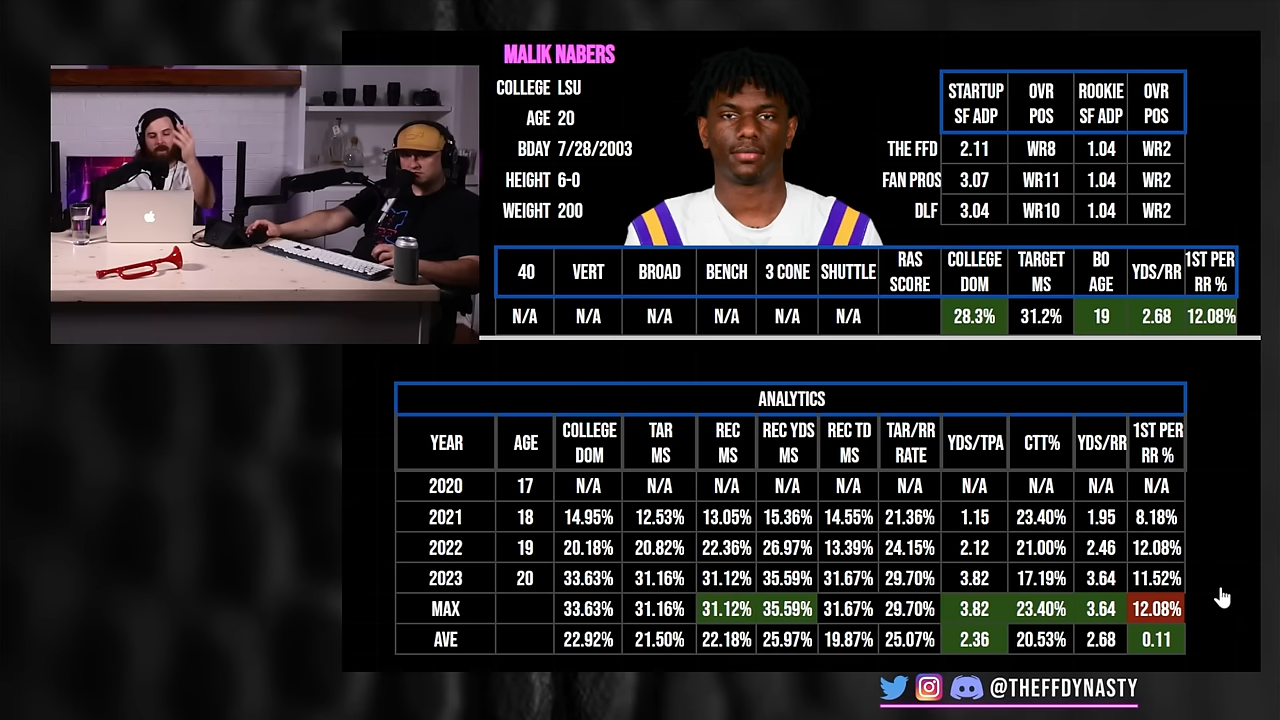 MALIK NABERS
COLLEGE LSU
AGE 20
BDAY 7/28/2003
HEIGHT 6-0
WEIGHT 200
STARTUP SF ADP OVR POS ROOKIE SF ADP OVR POS
THE FFD 2.11 WR8 1.04 WR2
FAN PROS 3.07 WR11 1.04 WR2
DLF 3.04 WR10 1.04 WR2
40 VERT BROAD BENCH 3 CONE SHUTTLE RAS SCORE COLLEGE DOM TARGET MS BO AGE YDS/RR 1ST PER RR %
N/A N/A N/A N/A N/A N/A 28.3% 31.2% 19 2.68 12.08%
ANALYTICS
YEAR AGE COLLEGE DOM TAR MS REC MS REC YDS MS REC TD MS TAR/RR RATE YDS/TPA CTT% YDS/RR 1ST PER RR %
2020 17 N/A N/A N/A N/A N/A N/A N/A N/A N/A N/A
2021 18 14.95% 12.53% 13.05% 15.36% 14.55% 21.36% 1.15 23.40% 1.95 8.18%
2022 19 20.18% 20.82% 22.36% 26.97% 13.39% 24.15% 2.12 21.00% 2.46 12.08%
2023 20 33.63% 31.16% 31.12% 35.59% 31.67% 29.70% 3.82 17.19% 3.64 11.52%
MAX 33.63% 31.16% 31.12% 35.59% 31.67% 29.70% 3.82 23.40% 3.64 12.08%
AVE 22.92% 21.50% 22.18% 25.97% 19.87% 25.07% 2.36 20.53% 2.68 0.11
@THEFFDYNASTY